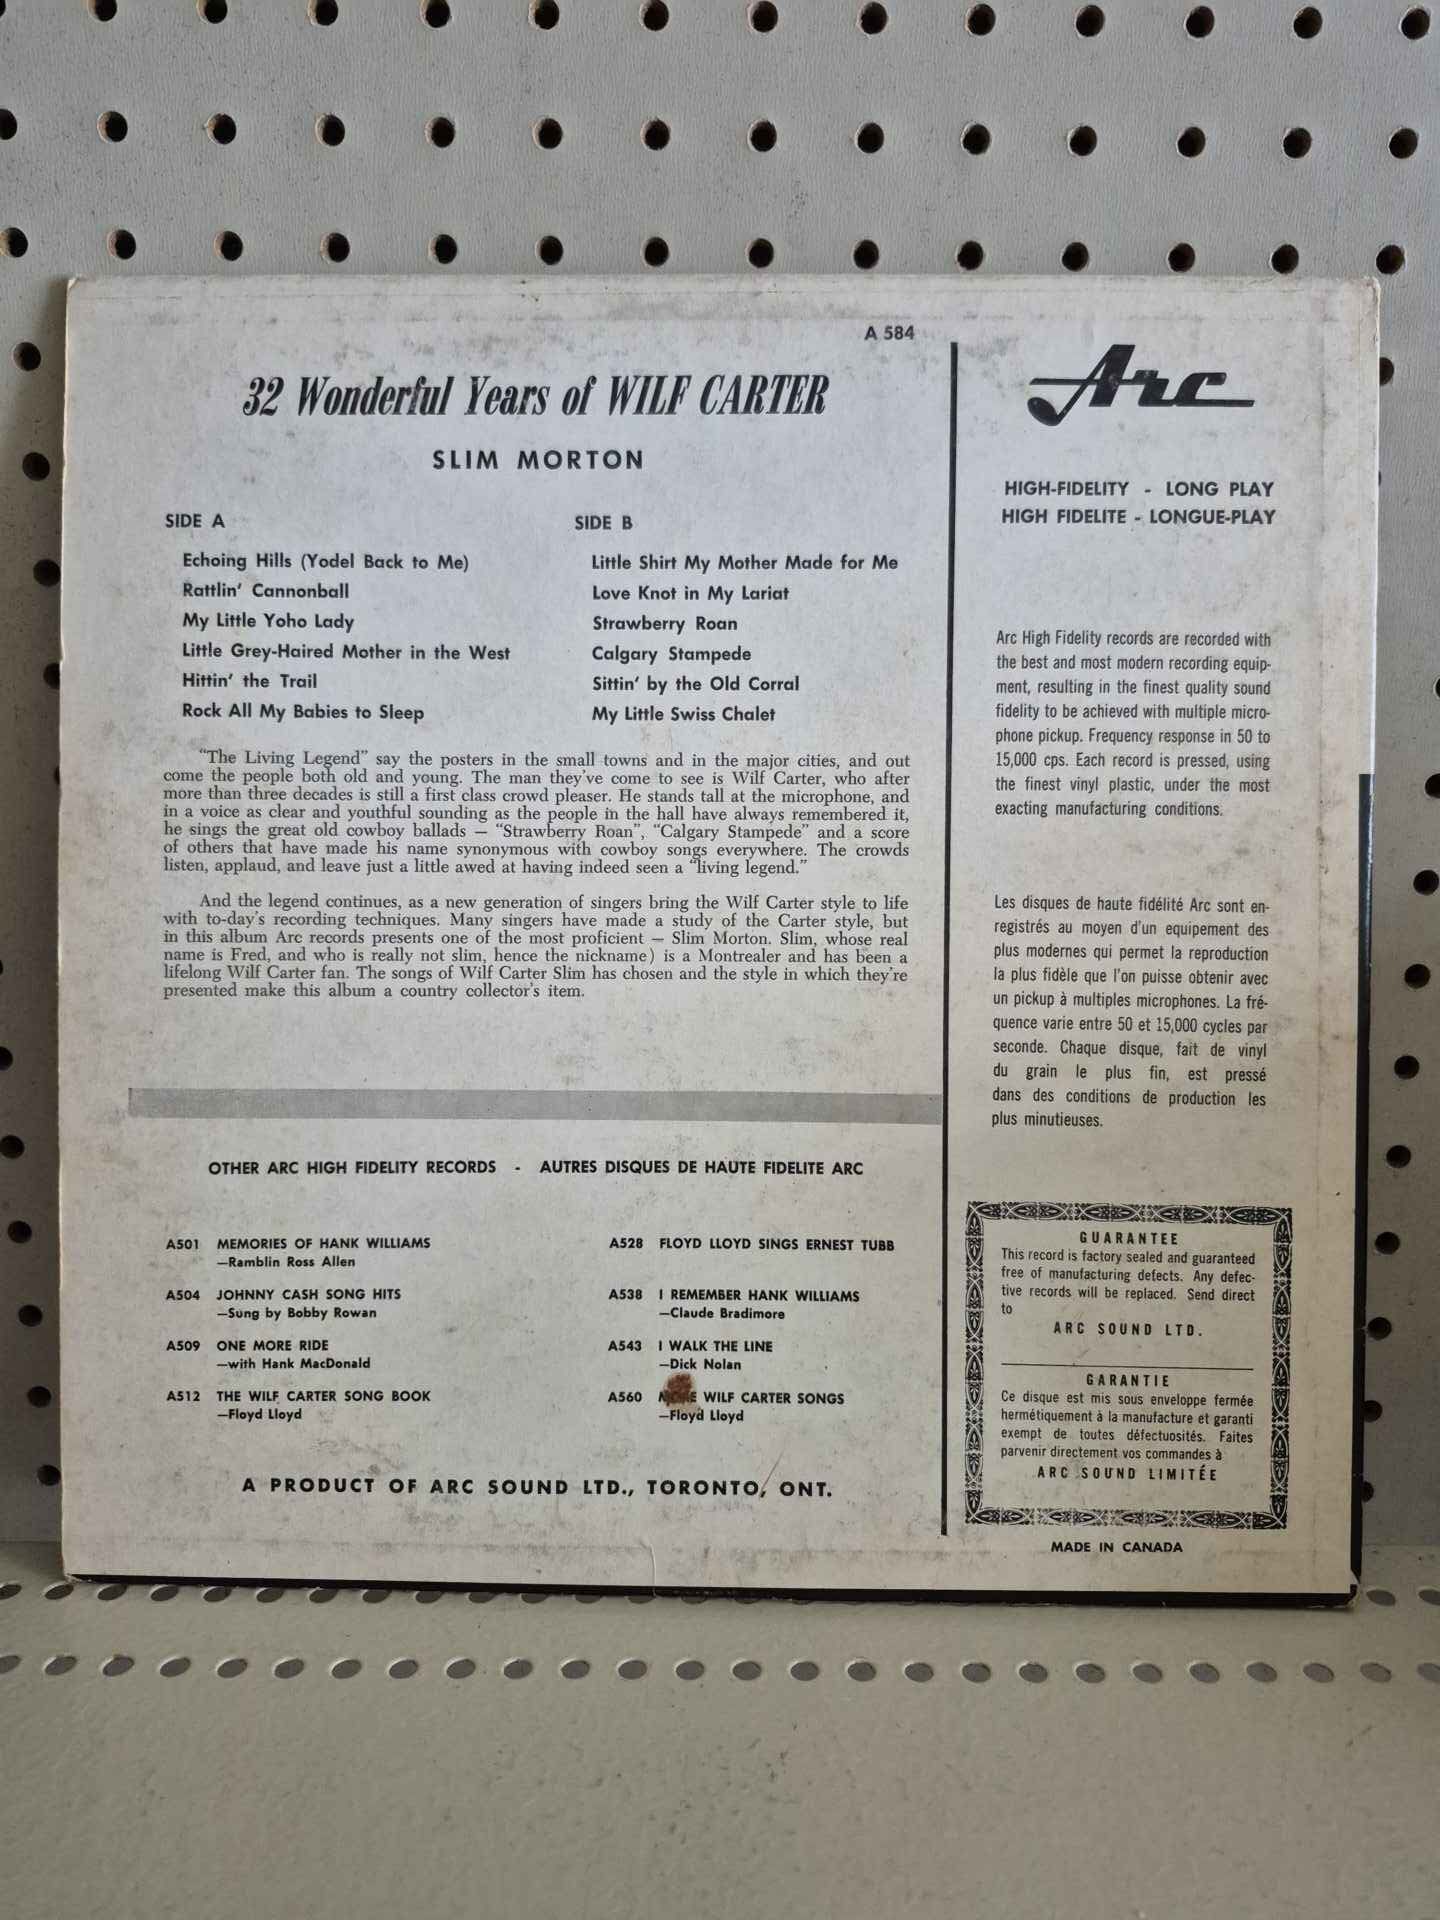 A 584
32 Wonderful Years of WILF CARTER
SLIM MORTON
SIDE A
Echoing Hills (Yodel Back to Me)
Rattlin' Cannonball
My Little Yoho Lady
Little Grey-Haired Mother in the West
Hittin' the Trail
Rock All My Babies to Sleep
SIDE B
Little Shirt My Mother Made for Me
Love Knot in My Lariat
Strawberry Roan
Calgary Stampede
Sittin' by the Old Corral
My Little Swiss Chalet
"The Living Legend" say the posters in the small towns and in the major cities, and out
come the people both old and young. The man they've come to see is Wilf Carter, who after
more than three decades is still a first class crowd pleaser. He stands tall at the microphone, and
in a voice as clear and youthful sounding as the people in the hall have always remembered it,
he sings the great old cowboy ballads — "Strawberry Roan", "Calgary Stampede" and a score
of others that have made his name synonymous with cowboy songs everywhere. The crowds
listen, applaud, and leave just a little awed at having indeed seen a "living legend."
And the legend continues, as a new generation of singers bring the Wilf Carter style to life
with to-day's recording techniques. Many singers have made a study of the Carter style, but
in this album Arc records presents one of the most proficient — Slim Morton. Slim, whose real
name is Fred, and who is really not slim, hence the nickname) is a Montrealer and has been a
lifelong Wilf Carter fan. The songs of Wilf Carter Slim has chosen and the style in which they're
presented make this album a country collector's item.
OTHER ARC HIGH FIDELITY RECORDS - AUTRES DISQUES DE HAUTE FIDELITE ARC
A501 MEMORIES OF HANK WILLIAMS
—Ramblin Ross Allen
A504 JOHNNY CASH SONG HITS
—Sung by Bobby Rowan
A509 ONE MORE RIDE
—with Hank MacDonald
A512 THE WILF CARTER SONG BOOK
—Floyd Lloyd
A528 FLOYD LLOYD SINGS ERNEST TUBB
A538 I REMEMBER HANK WILLIAMS
—Claude Bradimore
A543 I WALK THE LINE
—Dick Nolan
A560 MORE WILF CARTER SONGS
—Floyd Lloyd
A PRODUCT OF ARC SOUND LTD., TORONTO, ONT.
Arc
HIGH-FIDELITY - LONG PLAY
HIGH FIDELITE - LONGUE-PLAY
Arc High Fidelity records are recorded with
the best and most modern recording equip-
ment, resulting in the finest quality sound
fidelity to be achieved with multiple micro-
phone pickup. Frequency response in 50 to
15,000 cps. Each record is pressed, using
the finest vinyl plastic, under the most
exacting manufacturing conditions.
Les disques de haute fidélité Arc sont en-
registrés au moyen d'un equipement des
plus modernes qui permet la reproduction
la plus fidèle que l'on puisse obtenir avec
un pickup à multiples microphones. La fré-
quence varie entre 50 et 15,000 cycles par
seconde. Chaque disque, fait de vinyl
du grain le plus fin, est pressé
dans des conditions de production les
plus minutieuses.
GUARANTEE
This record is factory sealed and guaranteed
free of manufacturing defects. Any defec-
tive records will be replaced. Send direct
to
ARC SOUND LTD.
GARANTIE
Ce disque est mis sous enveloppe fermée
hermétiquement à la manufacture et garanti
exempt de toutes défectuosités. Faites
parvenir directement vos commandes à
ARC SOUND LIMITÉE
MADE IN CANADA